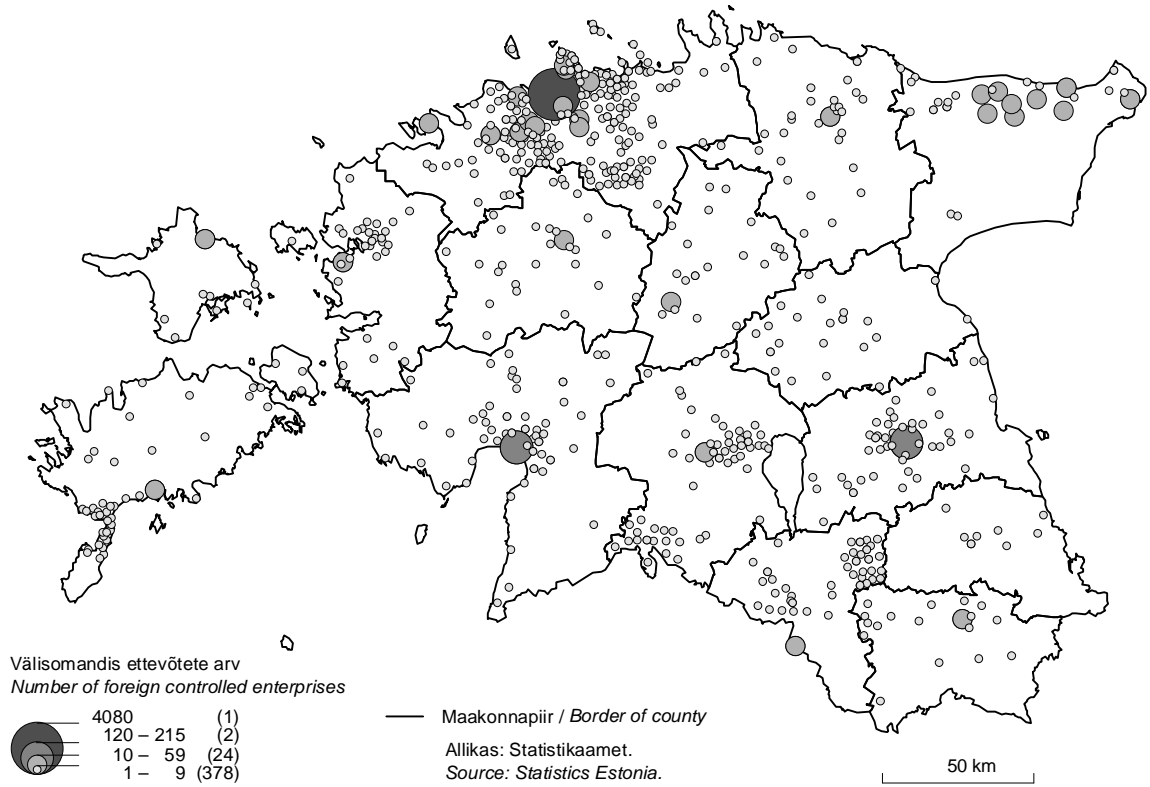 Välisomandis ettevõtete arv
Number of foreign controlled enterprises
4080 (1)
120 – 215 (2)
10 – 59 (24)
1 – 9 (378)
Maakonnapiir / Border of county
Allikas: Statistikaamet.
Source: Statistics Estonia.
50 km